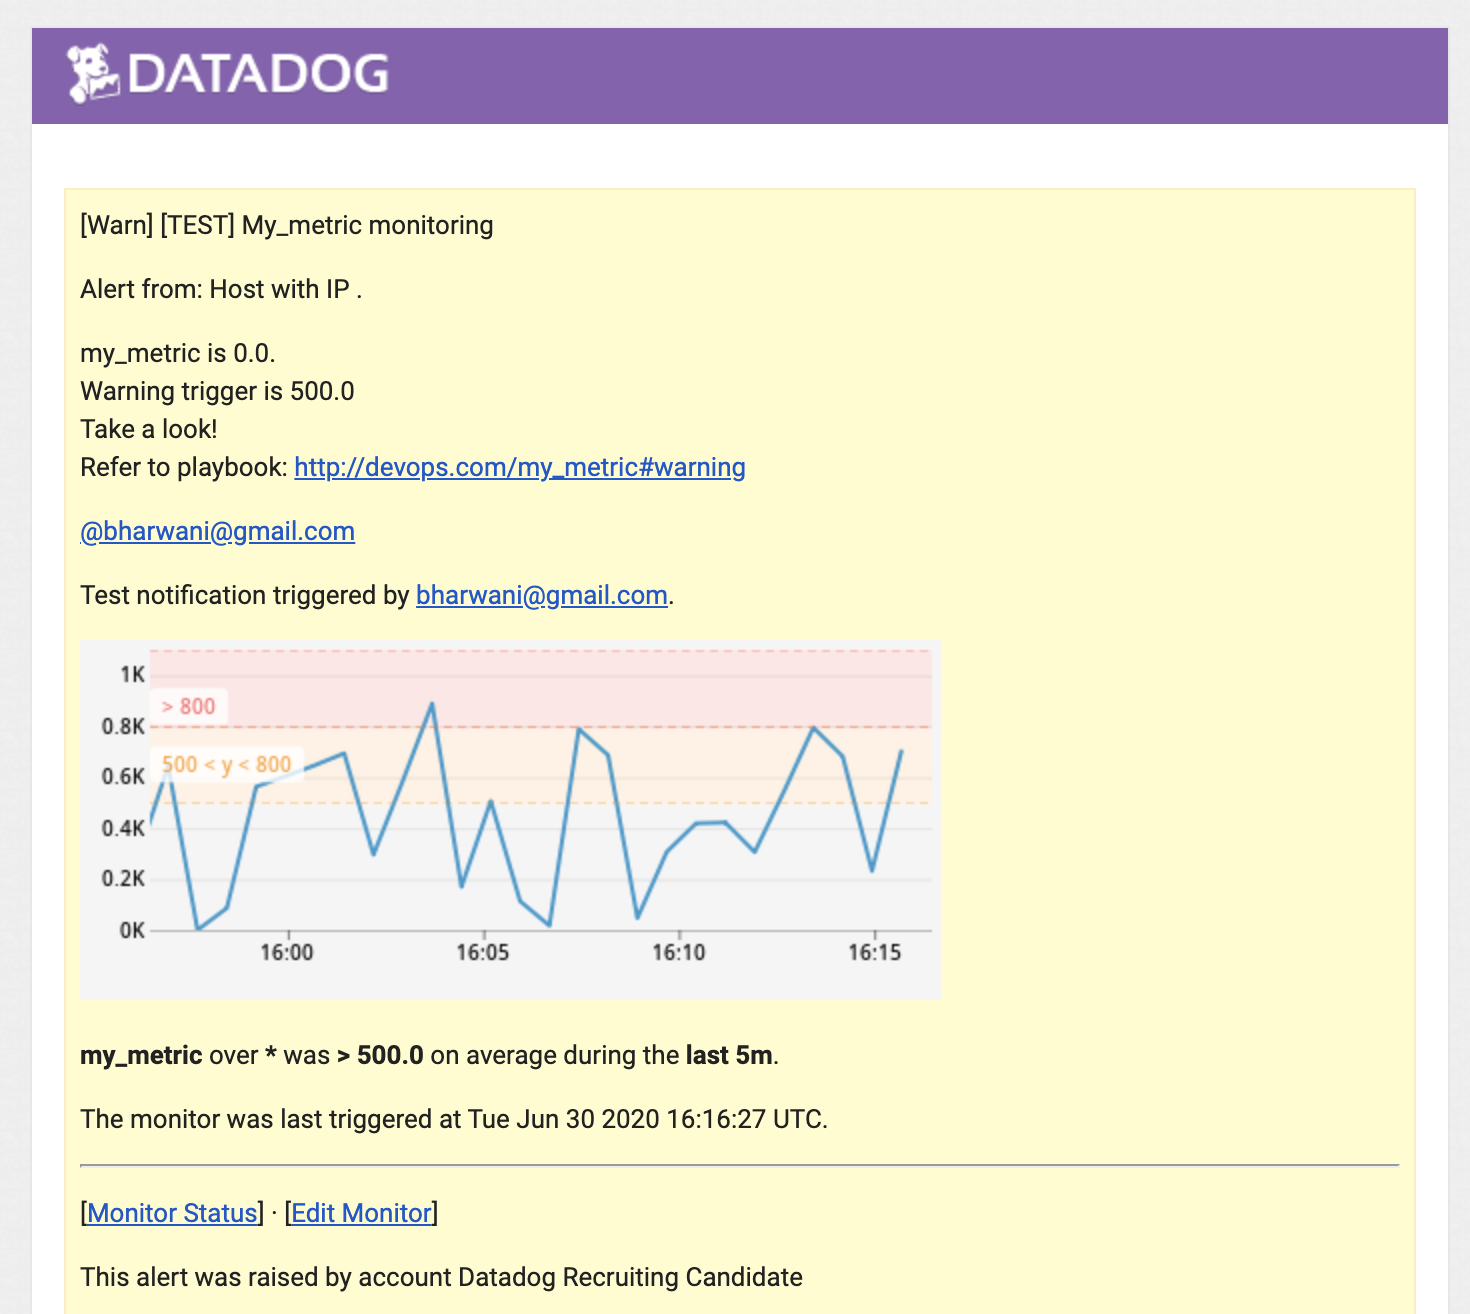 DATADOG
[Warn] [TEST] My_metric monitoring
Alert from: Host with IP .
my_metric is 0.0.
Warning trigger is 500.0
Take a look!
Refer to playbook: http://devops.com/my_metric#warning
@bharwani@gmail.com
Test notification triggered by bharwani@gmail.com.
1K
> 800
0.8K
500 < y < 800
0.6K
0.4K
0.2K
0K
16:00 16:05 16:10 16:15
my_metric over * was > 500.0 on average during the last 5m.
The monitor was last triggered at Tue Jun 30 2020 16:16:27 UTC.
[Monitor Status] · [Edit Monitor]
This alert was raised by account Datadog Recruiting Candidate